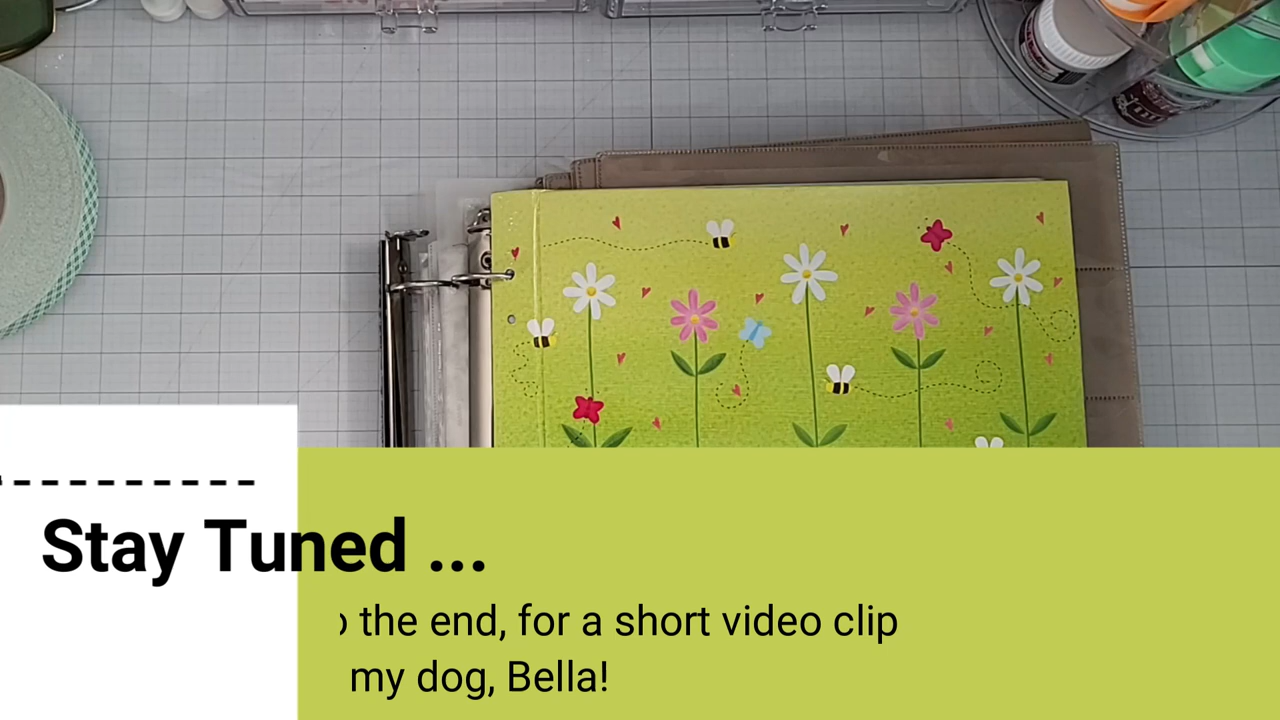 Stay Tuned ...
the end, for a short video clip
my dog, Bella!